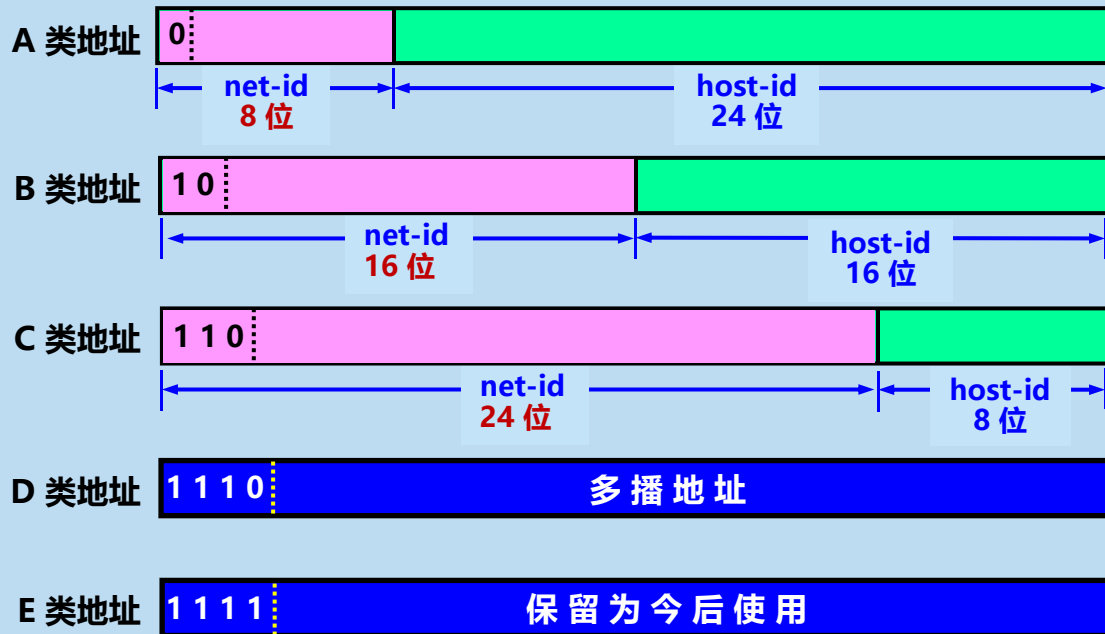 A 类地址
0
net-id
8 位
host-id
24 位
B 类地址
1 0
net-id
16 位
host-id
16 位
C 类地址
1 1 0
net-id
24 位
host-id
8 位
D 类地址
1 1 1 0
多 播 地 址
E 类地址
1 1 1 1
保 留 为 今 后 使 用